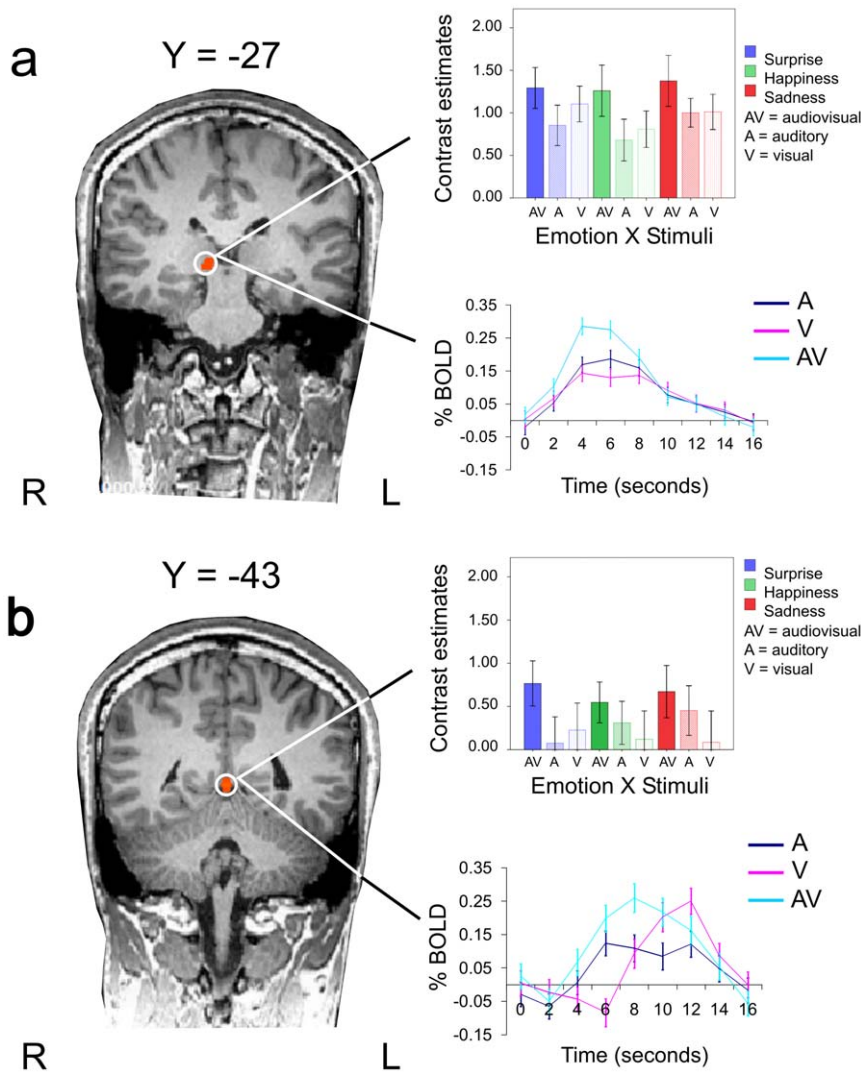 a
Y = -27
R
L
Contrast estimates
2.00
1.50
1.00
0.50
0.00
AV A V AV A V AV A V
Emotion X Stimuli
Surprise
Happiness
Sadness
AV = audiovisual
A = auditory
V = visual
% BOLD
0.35
0.25
0.15
0.05
-0.05
-0.15
0 2 4 6 8 10 12 14 16
Time (seconds)
A
V
AV
b
Y = -43
R
L
Contrast estimates
2.00
1.00
0.50
0.00
AV A V AV A V AV A V
Emotion X Stimuli
Surprise
Happiness
Sadness
AV = audiovisual
A = auditory
V = visual
% BOLD
0.35
0.25
0.15
0.05
-0.05
-0.15
0 2 4 6 8 10 12 14 16
Time (seconds)
A
V
AV